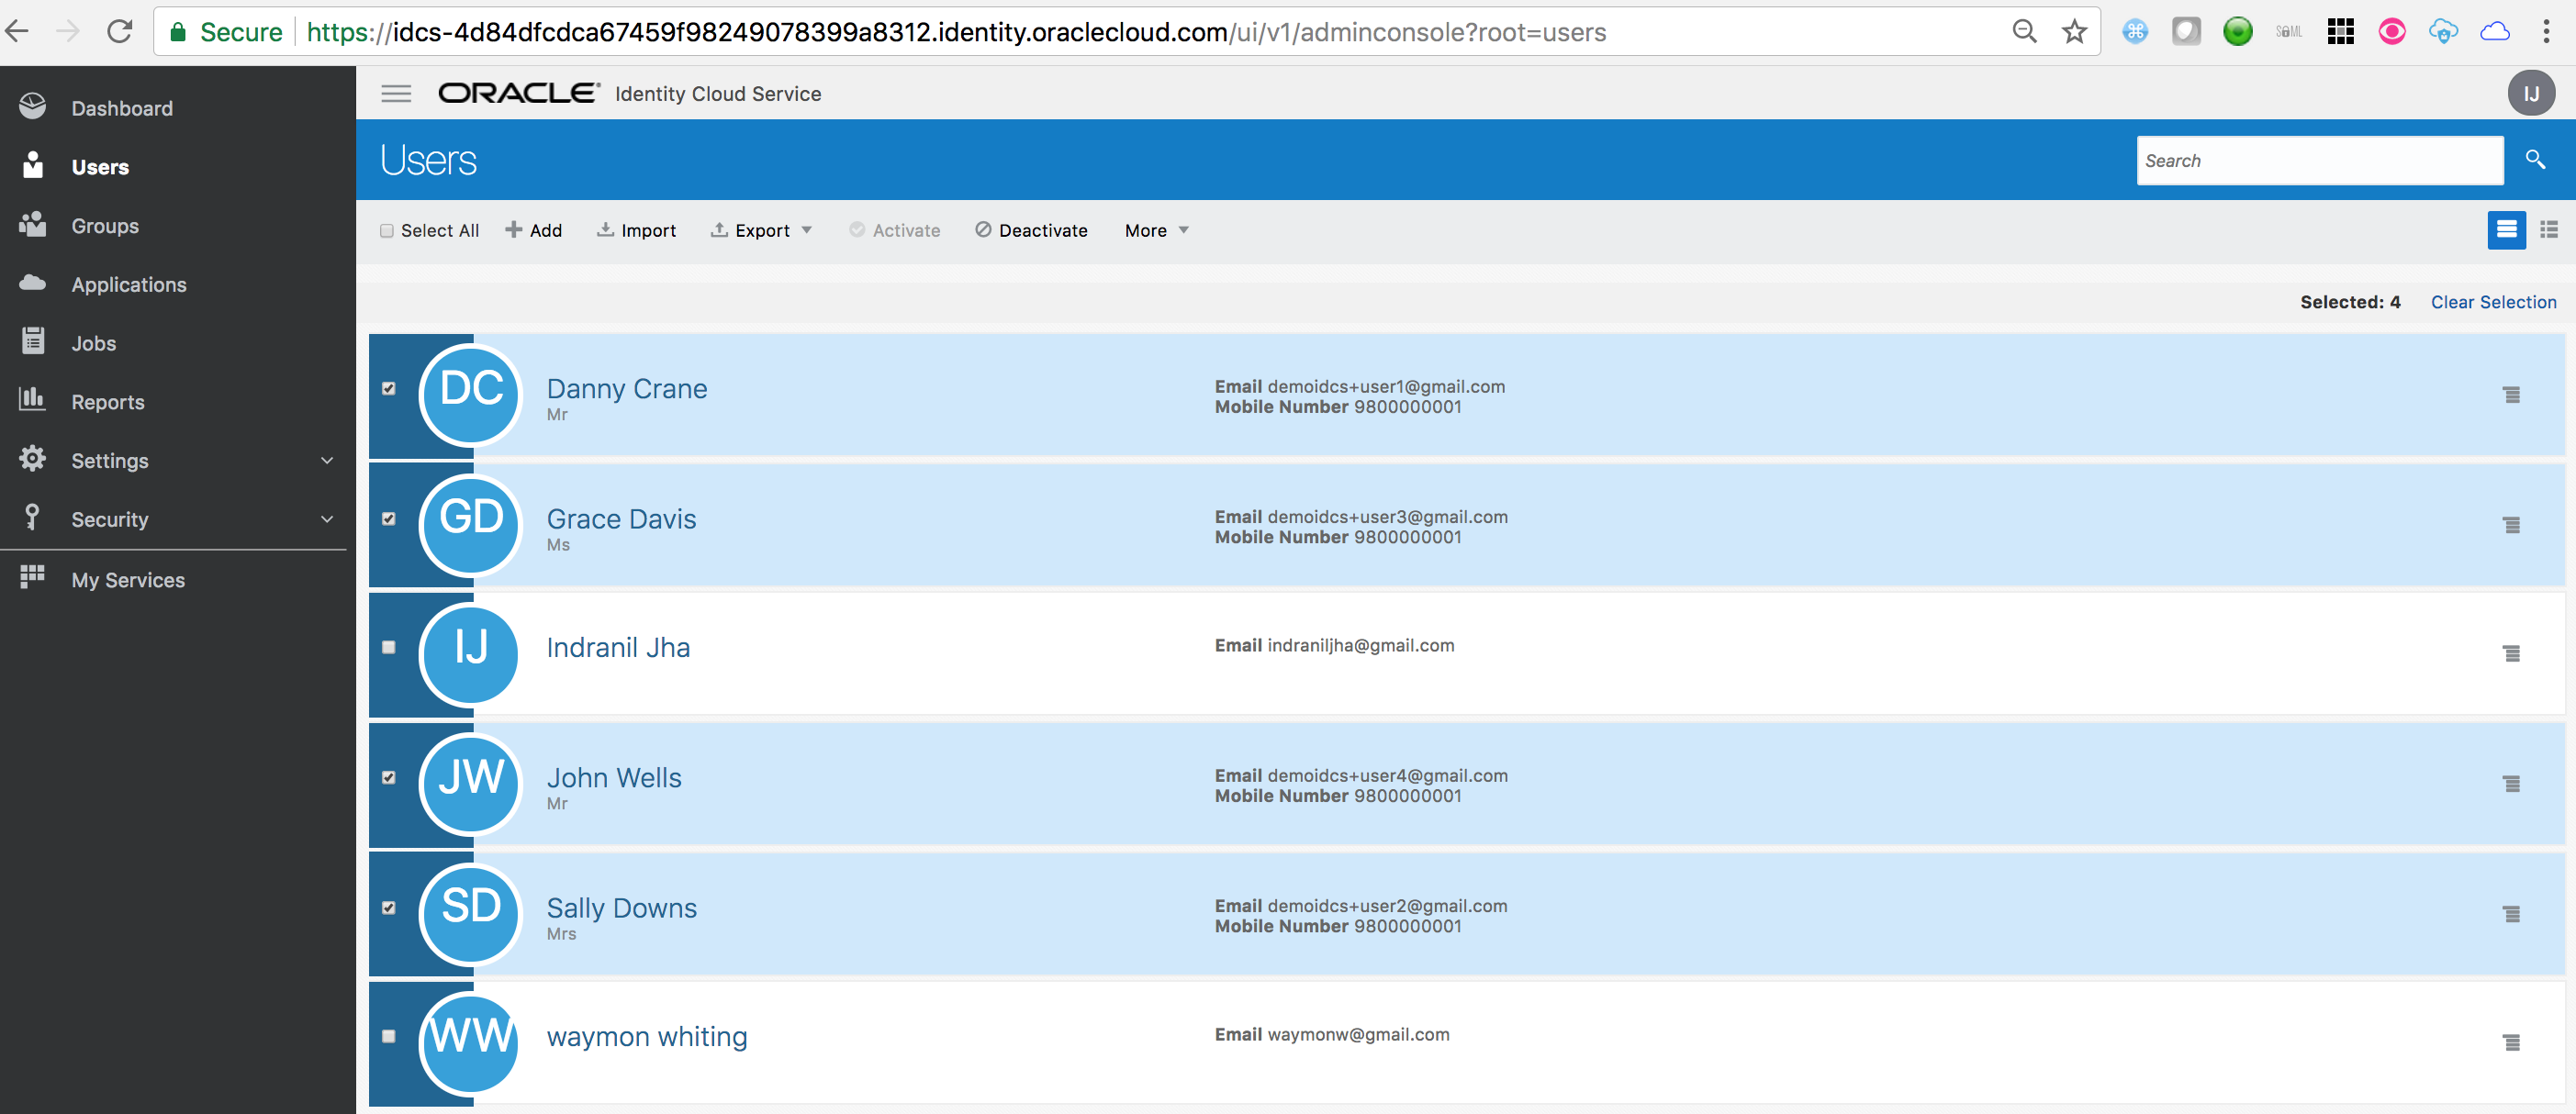 Secure https://idcs-4d84dfcdca67459f98249078399a8312.identity.oraclecloud.com/ui/v1/adminconsole?root=users
ORACLE Identity Cloud Service
IJ
Dashboard
Users
Groups
Applications
Jobs
Reports
Settings
Security
My Services
Users
Search
Select All Add Import Export Activate Deactivate More
Selected: 4 Clear Selection
DC
Danny Crane
Mr
Email demoidcs+user1@gmail.com
Mobile Number 9800000001
GD
Grace Davis
Ms
Email demoidcs+user3@gmail.com
Mobile Number 9800000001
IJ
Indranil Jha
Email indraniljha@gmail.com
JW
John Wells
Mr
Email demoidcs+user4@gmail.com
Mobile Number 9800000001
SD
Sally Downs
Mrs
Email demoidcs+user2@gmail.com
Mobile Number 9800000001
WW
waymon whiting
Email waymonw@gmail.com